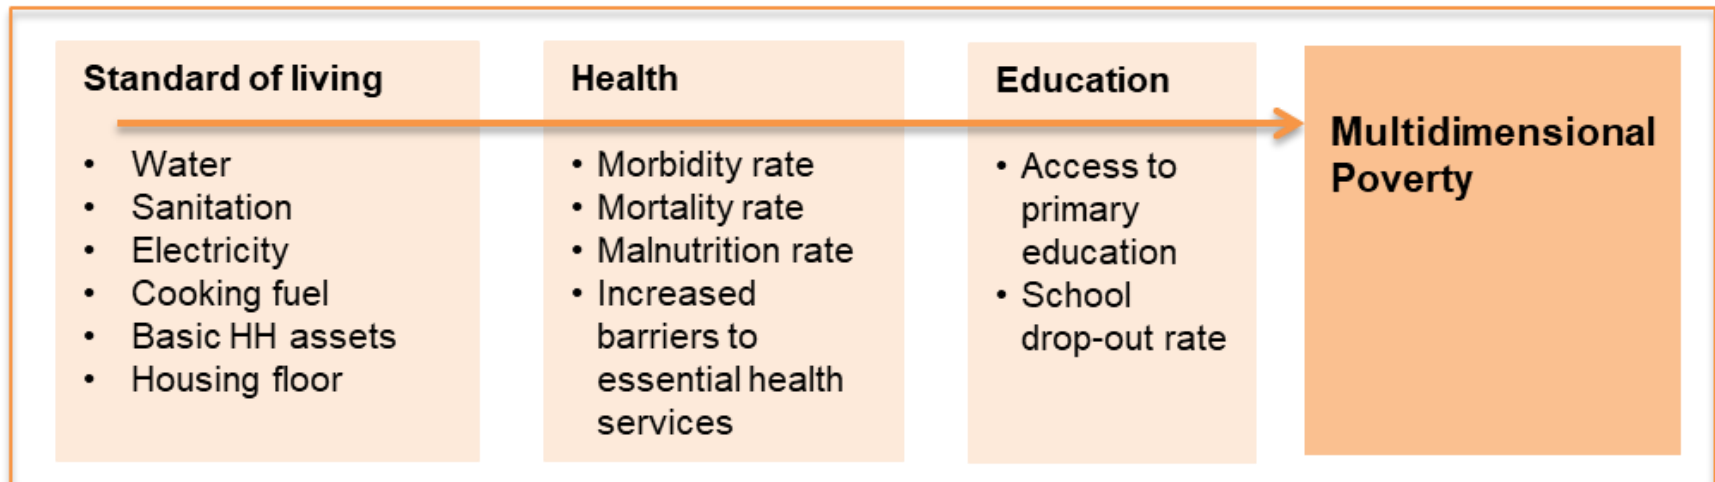 Standard of living
• Water
• Sanitation
• Electricity
• Cooking fuel
• Basic HH assets
• Housing floor
Health
• Morbidity rate
• Mortality rate
• Malnutrition rate
• Increased
barriers to
essential health
services
Education
• Access to
primary
education
• School
drop-out rate
Multidimensional
Poverty